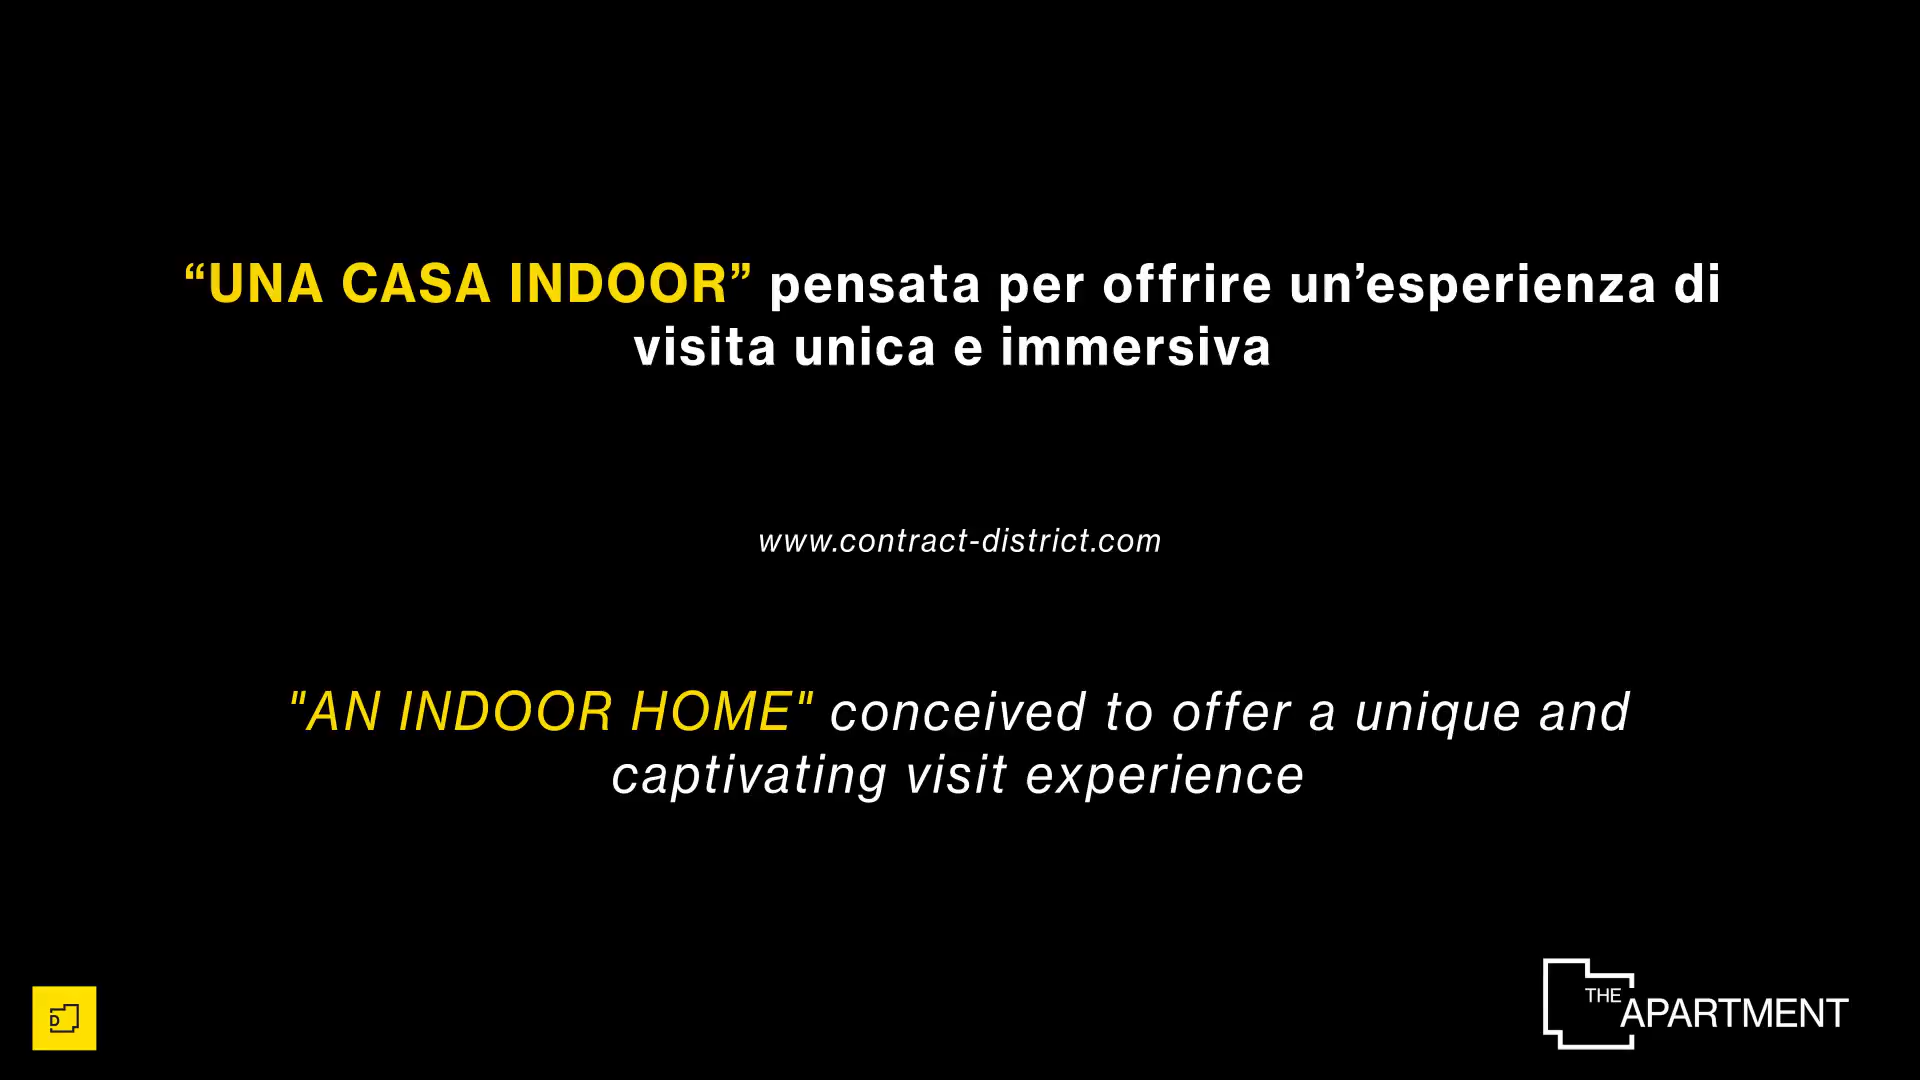 “UNA CASA INDOOR” pensata per offrire un’esperienza di
visita unica e immersiva
www.contract-district.com
"AN INDOOR HOME" conceived to offer a unique and
captivating visit experience
D
THE
APARTMENT